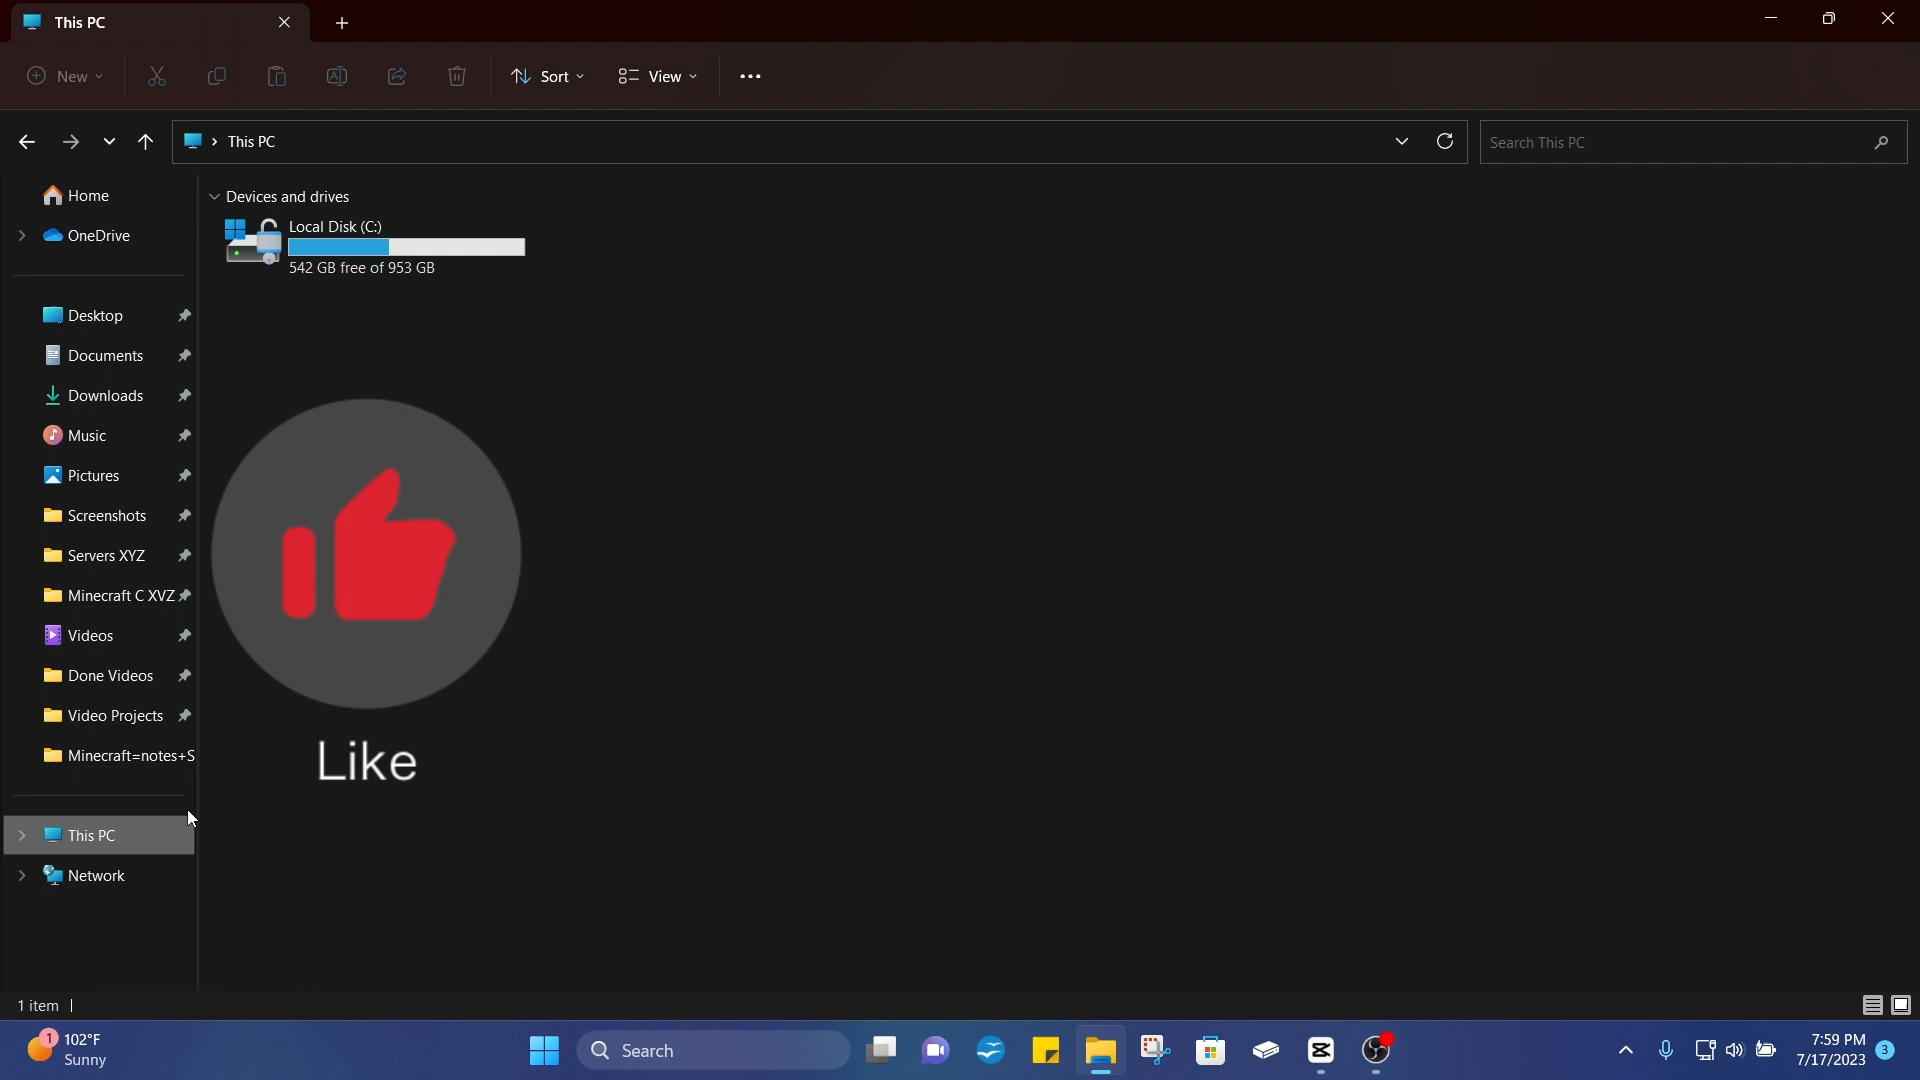 This PC
New
Sort
View
This PC
Search This PC
Home
OneDrive
Desktop
Documents
Downloads
Music
Pictures
Screenshots
Servers XYZ
Minecraft C XVZ
Videos
Done Videos
Video Projects
Minecraft=notes+S
This PC
Network
Devices and drives
Local Disk (C:)
542 GB free of 953 GB
Like
1 item
1
102°F
Sunny
Search
7:59 PM
7/17/2023
3